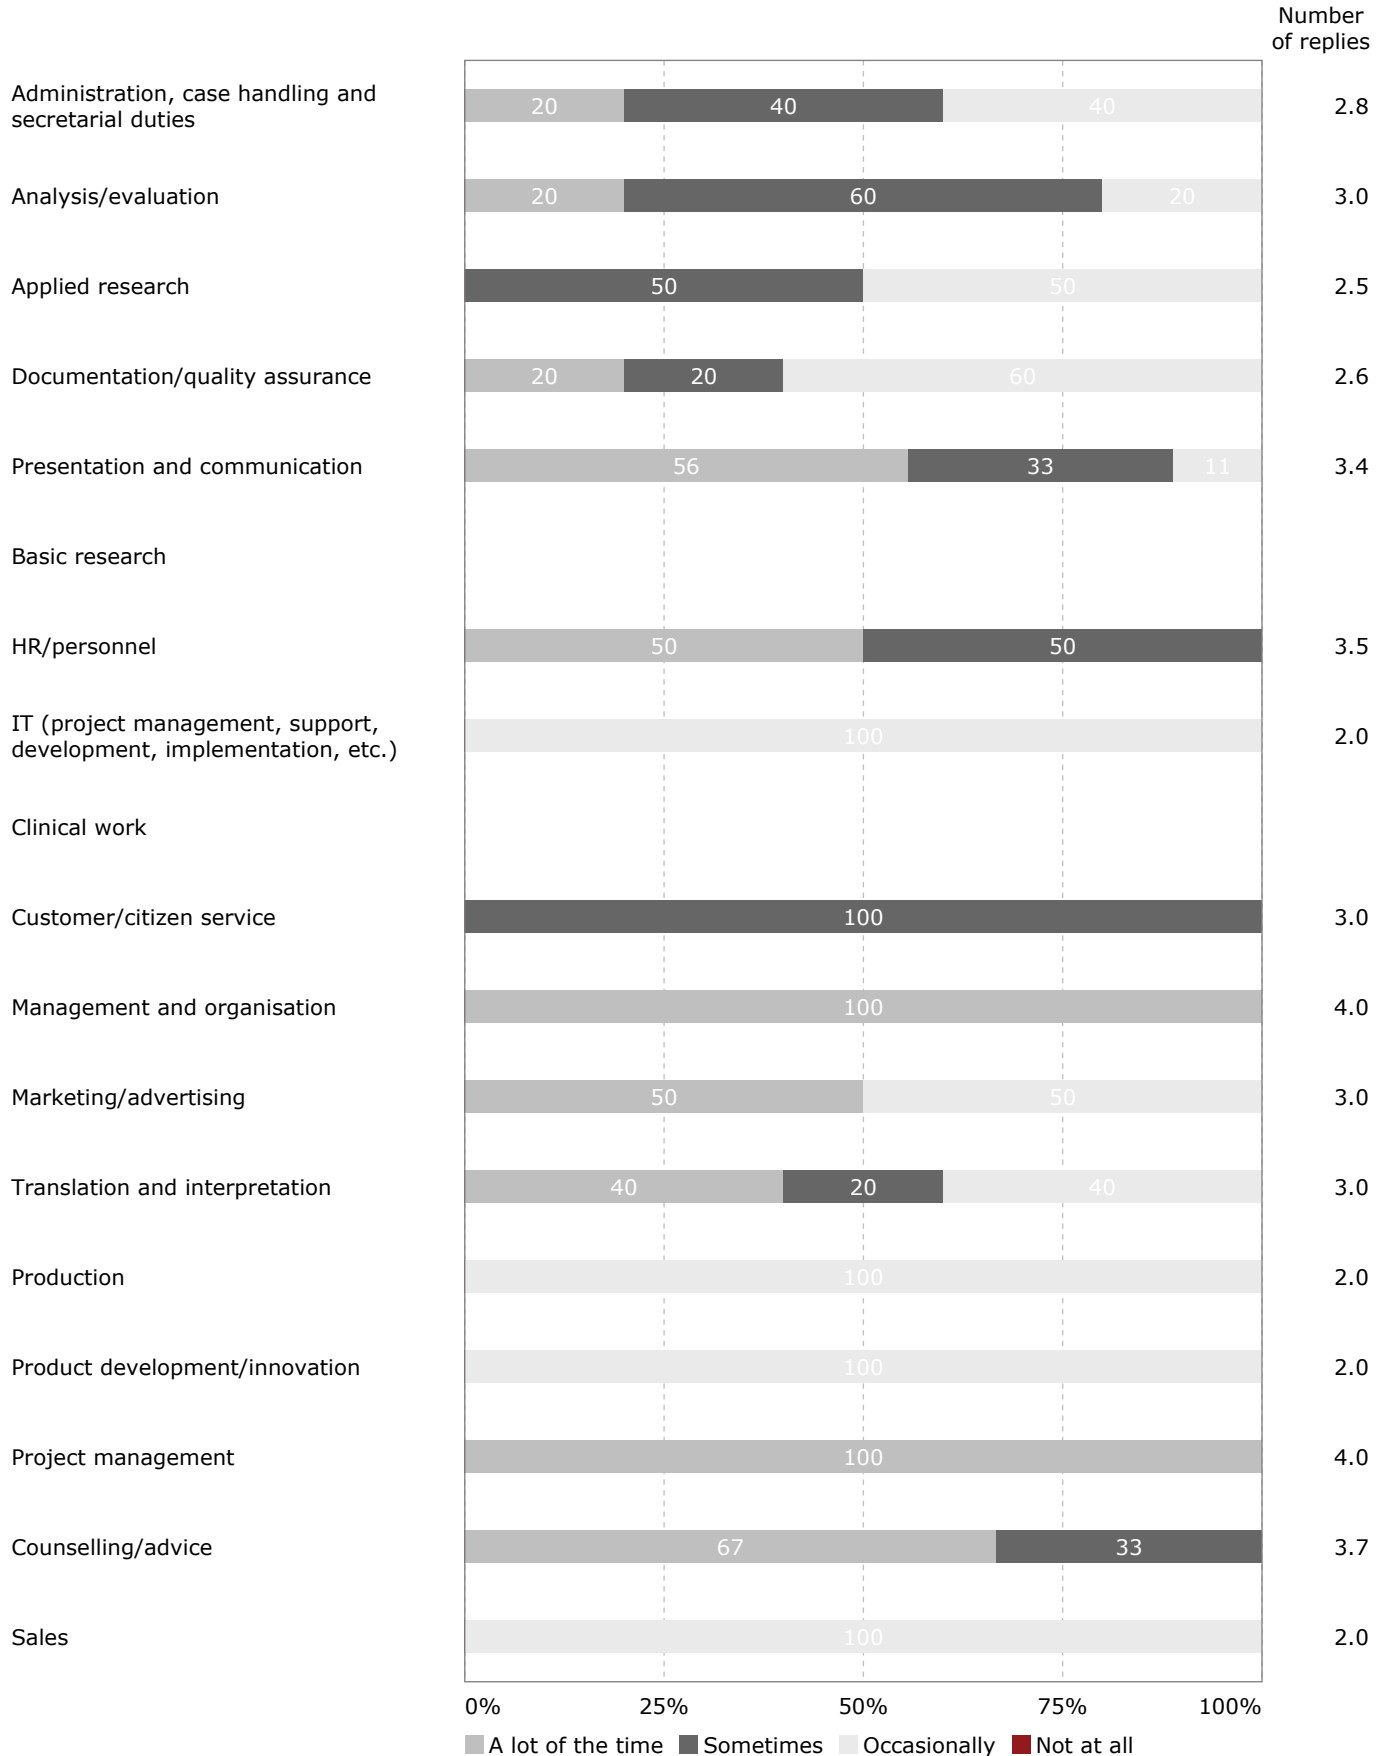 Number
of replies
Administration, case handling and
secretarial duties
20 40 40 2.8
Analysis/evaluation 20 60 20 3.0
Applied research 50 50 2.5
Documentation/quality assurance 20 20 60 2.6
Presentation and communication 56 33 11 3.4
Basic research
HR/personnel 50 50 3.5
IT (project management, support,
development, implementation, etc.)
100 2.0
Clinical work
Customer/citizen service 100 3.0
Management and organisation 100 4.0
Marketing/advertising 50 50 3.0
Translation and interpretation 40 20 40 3.0
Production 100 2.0
Product development/innovation 100 2.0
Project management 100 4.0
Counselling/advice 67 33 3.7
Sales 100 2.0
0% 25% 50% 75% 100%
A lot of the time Sometimes Occasionally Not at all